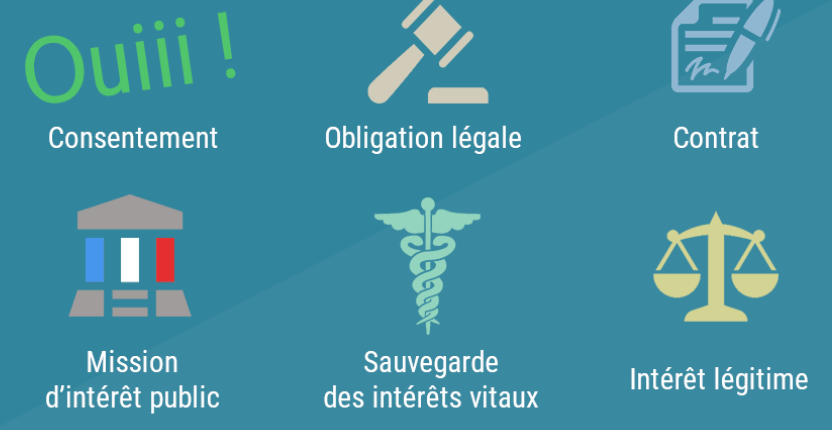 Ouiii !
Consentement
Obligation légale
Contrat
Mission
d'intérêt public
Sauvegarde
des intérêts vitaux
Intérêt légitime